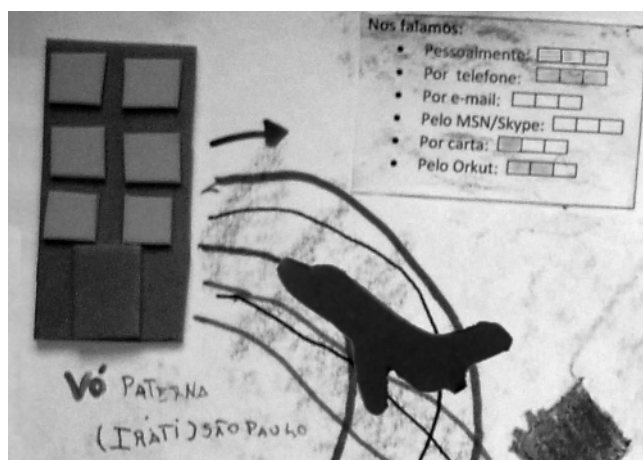 Nos falamos:
• Pessoalmente:
• Por telefone:
• Por e-mail:
• Pelo MSN/Skype:
• Por carta:
• Pelo Orkut:
VÓ PATERNA
(IRATI) SÃO PAULO